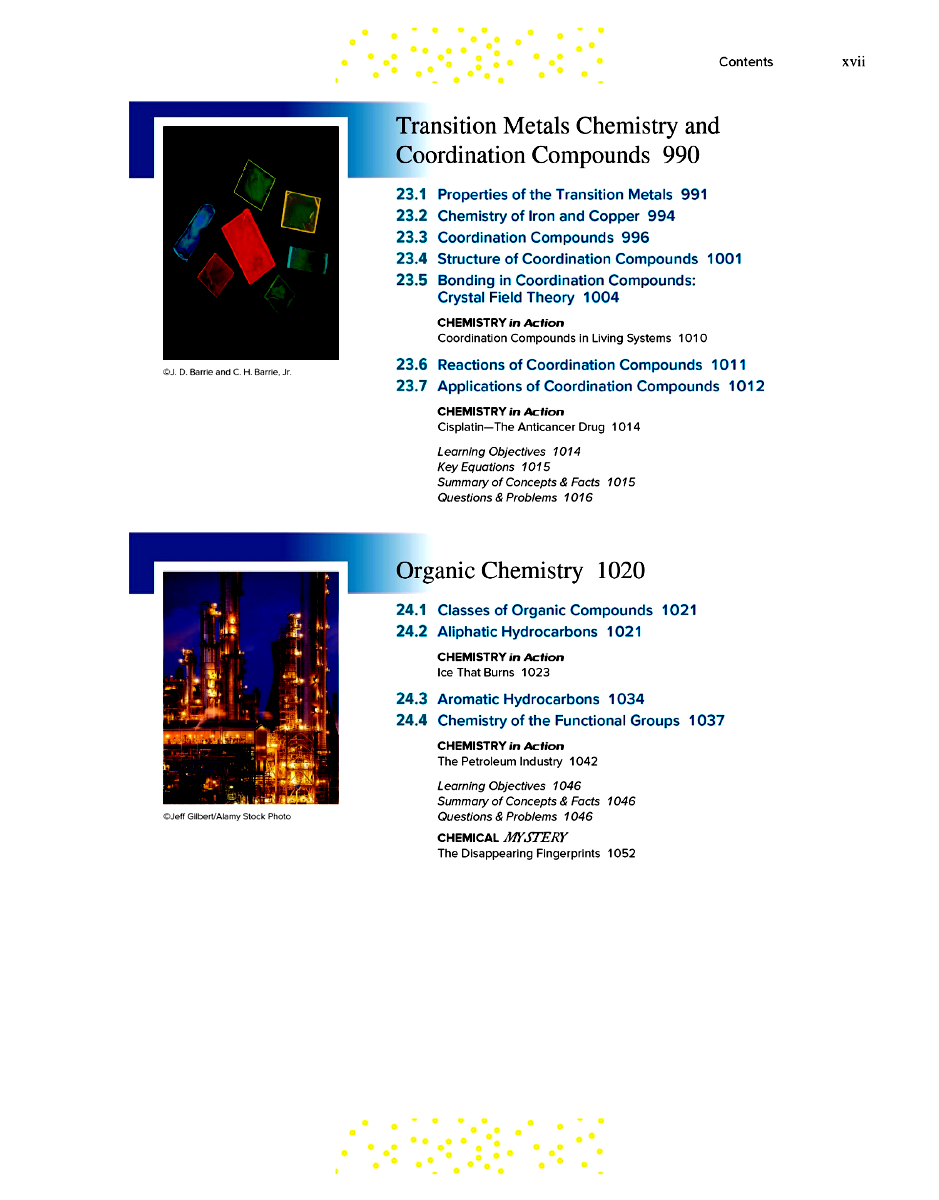 Contents xvii
Transition Metals Chemistry and
Coordination Compounds 990
23.1 Properties of the Transition Metals 991
23.2 Chemistry of Iron and Copper 994
23.3 Coordination Compounds 996
23.4 Structure of Coordination Compounds 1001
23.5 Bonding in Coordination Compounds:
Crystal Field Theory 1004
CHEMISTRY in Action
Coordination Compounds in Living Systems 1010
23.6 Reactions of Coordination Compounds 1011
23.7 Applications of Coordination Compounds 1012
CHEMISTRY in Action
Cisplatin—The Anticancer Drug 1014
Learning Objectives 1014
Key Equations 1015
Summary of Concepts & Facts 1015
Questions & Problems 1016
©J. D. Barrie and C. H. Barrie, Jr.
Organic Chemistry 1020
24.1 Classes of Organic Compounds 1021
24.2 Aliphatic Hydrocarbons 1021
CHEMISTRY in Action
Ice That Burns 1023
24.3 Aromatic Hydrocarbons 1034
24.4 Chemistry of the Functional Groups 1037
CHEMISTRY in Action
The Petroleum Industry 1042
Learning Objectives 1046
Summary of Concepts & Facts 1046
Questions & Problems 1046
CHEMICAL MYSTERY
The Disappearing Fingerprints 1052
©Jeff Gilbert/Alamy Stock Photo